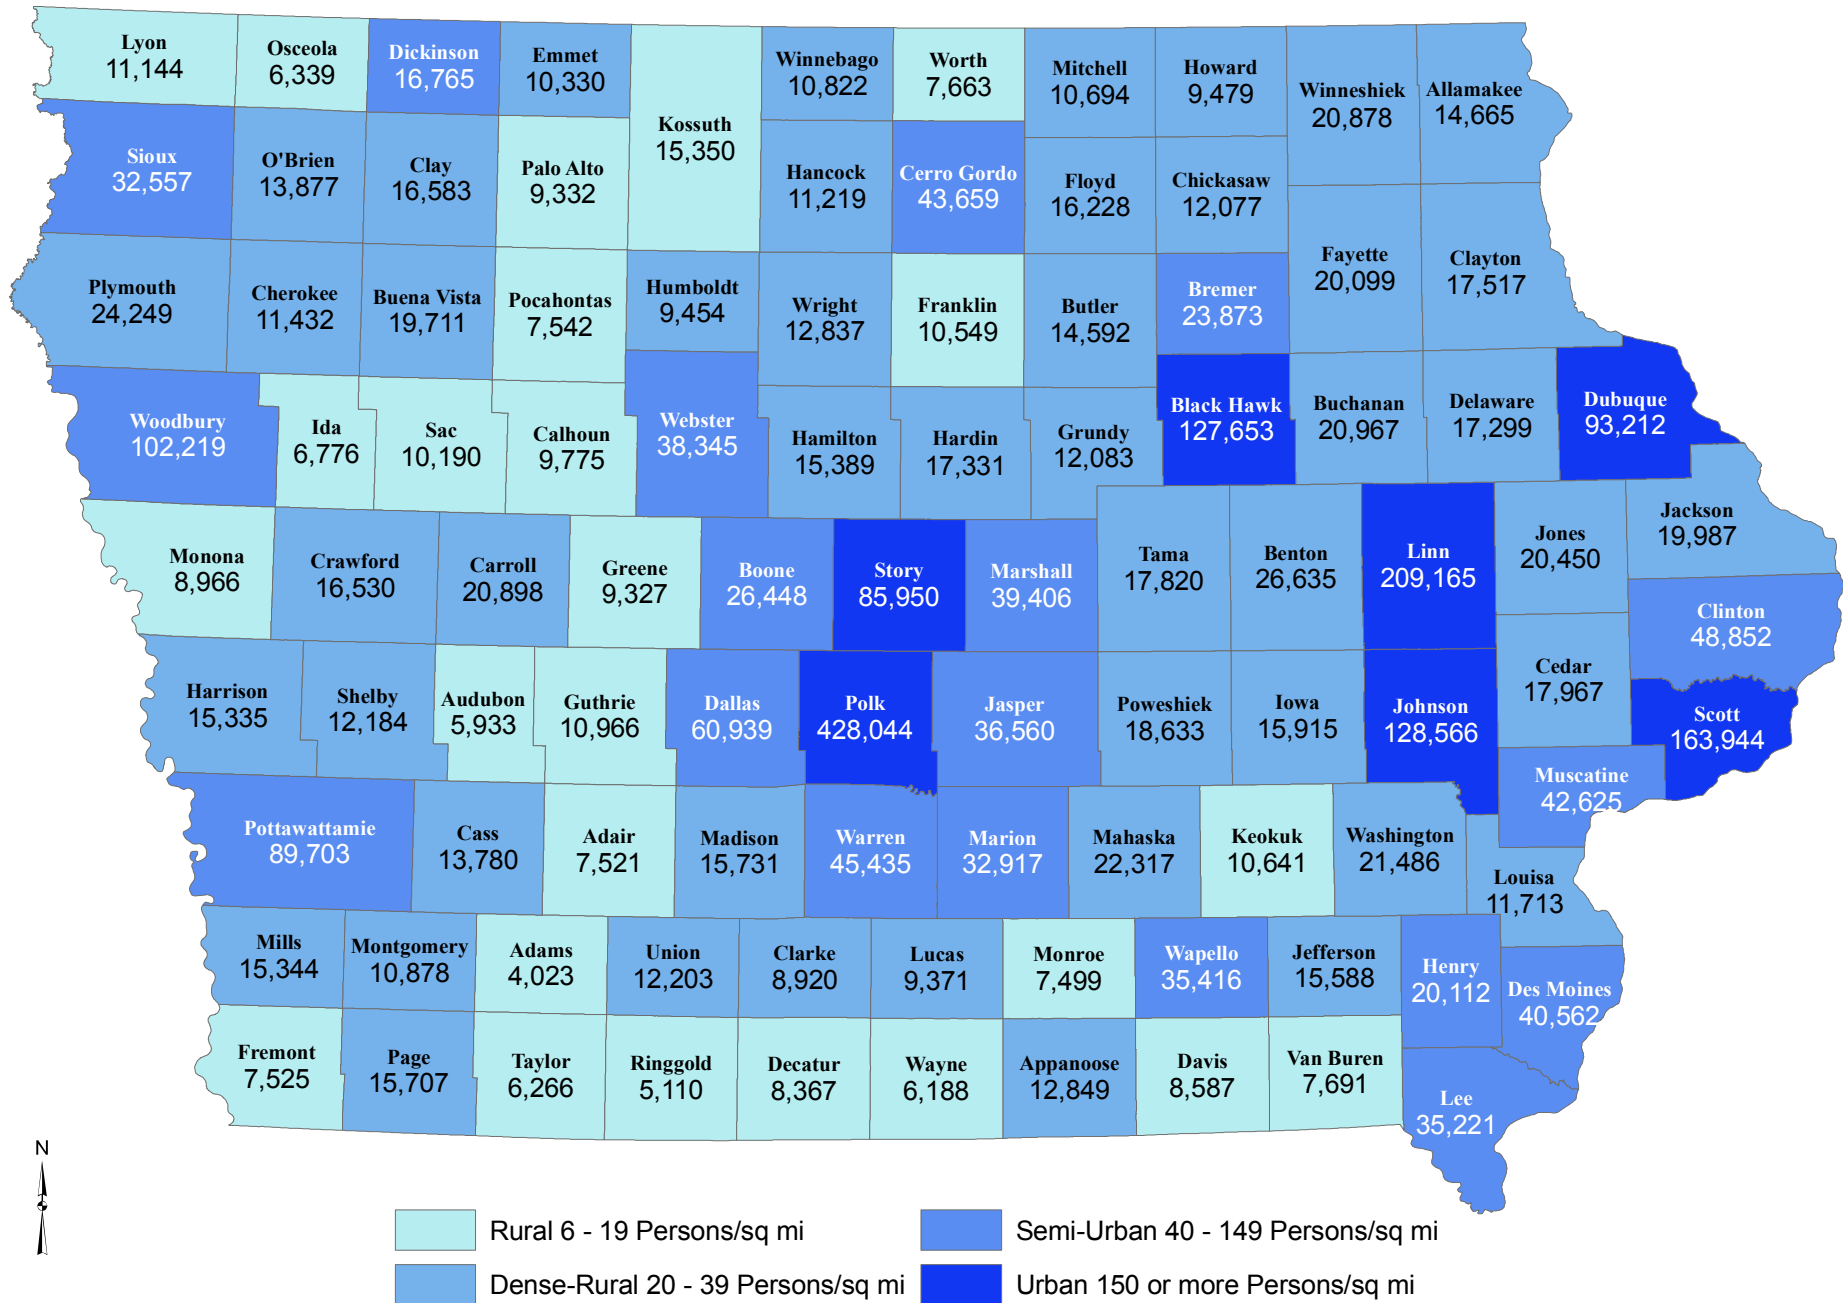 Lyon
11,144
Osceola
6,339
Dickinson
16,765
Emmet
10,330
Kossuth
15,350
Winnebago
10,822
Worth
7,663
Mitchell
10,694
Howard
9,479
Winneshiek
20,878
Allamakee
14,665
Sioux
32,557
O'Brien
13,877
Clay
16,583
Palo Alto
9,332
Hancock
11,219
Cerro Gordo
43,659
Floyd
16,228
Chickasaw
12,077
Plymouth
24,249
Cherokee
11,432
Buena Vista
19,711
Pocahontas
7,542
Humboldt
9,454
Wright
12,837
Franklin
10,549
Butler
14,592
Bremer
23,873
Fayette
20,099
Clayton
17,517
Woodbury
102,219
Ida
6,776
Sac
10,190
Calhoun
9,775
Webster
38,345
Hamilton
15,389
Hardin
17,331
Grundy
12,083
Black Hawk
127,653
Buchanan
20,967
Delaware
17,299
Dubuque
93,212
Monona
8,966
Crawford
16,530
Carroll
20,898
Greene
9,327
Boone
26,448
Story
85,950
Marshall
39,406
Tama
17,820
Benton
26,635
Linn
209,165
Jones
20,450
Jackson
19,987
Clinton
48,852
Harrison
15,335
Shelby
12,184
Audubon
5,933
Guthrie
10,966
Dallas
60,939
Polk
428,044
Jasper
36,560
Poweshiek
18,633
Iowa
15,915
Johnson
128,566
Cedar
17,967
Scott
163,944
Muscatine
42,625
Pottawattamie
89,703
Cass
13,780
Adair
7,521
Madison
15,731
Warren
45,435
Marion
32,917
Mahaska
22,317
Keokuk
10,641
Washington
21,486
Louisa
11,713
Mills
15,344
Montgomery
10,878
Adams
4,023
Union
12,203
Clarke
8,920
Lucas
9,371
Monroe
7,499
Wapello
35,416
Jefferson
15,588
Henry
20,112
Des Moines
40,562
Fremont
7,525
Page
15,707
Taylor
6,266
Ringgold
5,110
Decatur
8,367
Wayne
6,188
Appanoose
12,849
Davis
8,587
Van Buren
7,691
Lee
35,221
N
Rural 6 - 19 Persons/sq mi
Semi-Urban 40 - 149 Persons/sq mi
Dense-Rural 20 - 39 Persons/sq mi
Urban 150 or more Persons/sq mi